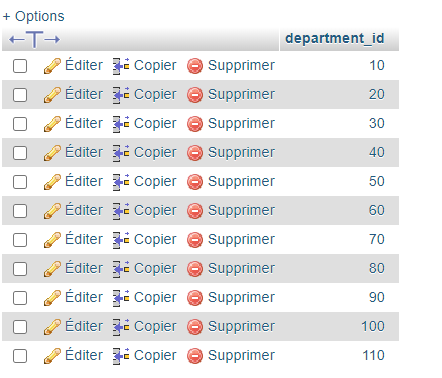 + Options
←T→ department_id
Éditer Copier Supprimer 10
Éditer Copier Supprimer 20
Éditer Copier Supprimer 30
Éditer Copier Supprimer 40
Éditer Copier Supprimer 50
Éditer Copier Supprimer 60
Éditer Copier Supprimer 70
Éditer Copier Supprimer 80
Éditer Copier Supprimer 90
Éditer Copier Supprimer 100
Éditer Copier Supprimer 110